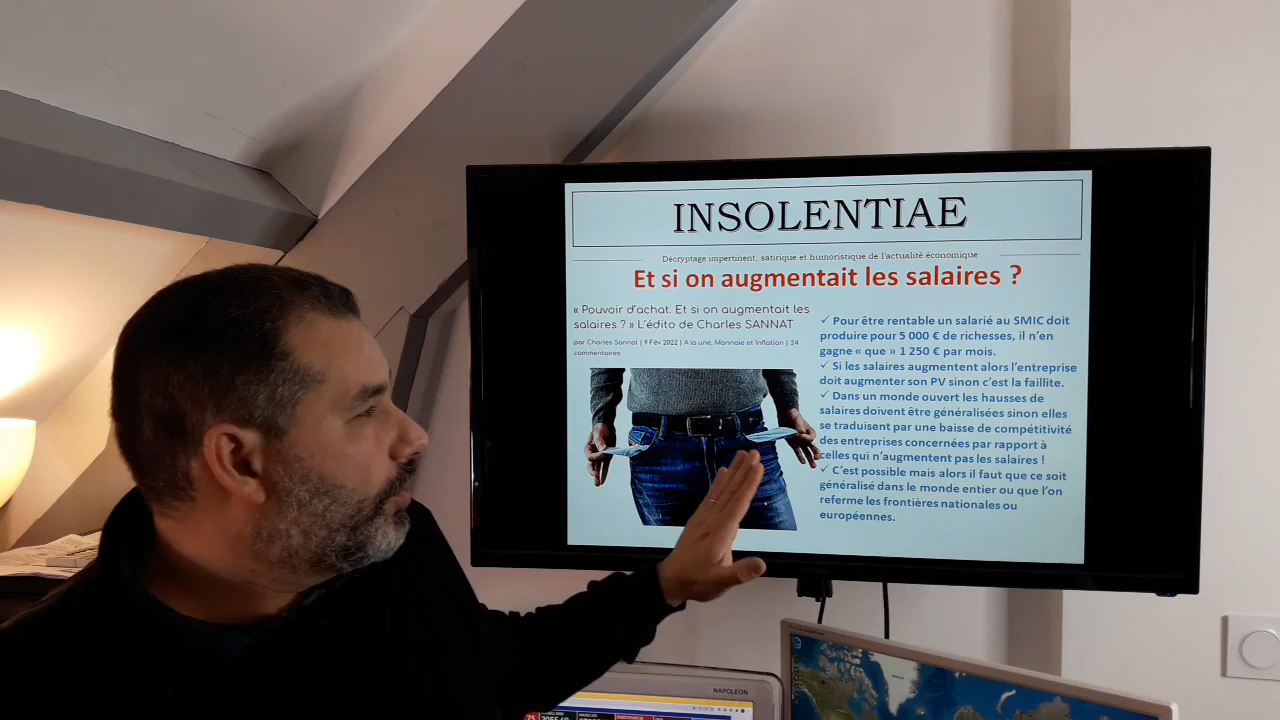 INSOLENTIAE
Décryptage impertinent, satirique et humoristique de l'actualité économique
Et si on augmentait les salaires ?
« Pouvoir d'achat. Et si on augmentait les
salaires ? » L'édito de Charles SANNAT
par Charles Sannat | 9 Fév 2022 | A la une, Monnaie et Inflation | 24
commentaires
✓ Pour être rentable un salarié au SMIC doit
produire pour 5 000 € de richesses, il n'en
gagne « que » 1 250 € par mois.
✓ Si les salaires augmentent alors l'entreprise
doit augmenter son PV sinon c'est la faillite.
✓ Dans un monde ouvert les hausses de
salaires doivent être généralisées sinon elles
se traduisent par une baisse de compétitivité
des entreprises concernées par rapport à
celles qui n'augmentent pas les salaires !
✓ C'est possible mais alors il faut que ce soit
généralisé dans le monde entier ou que l'on
referme les frontières nationales ou
européennes.
NAPOLEON
75